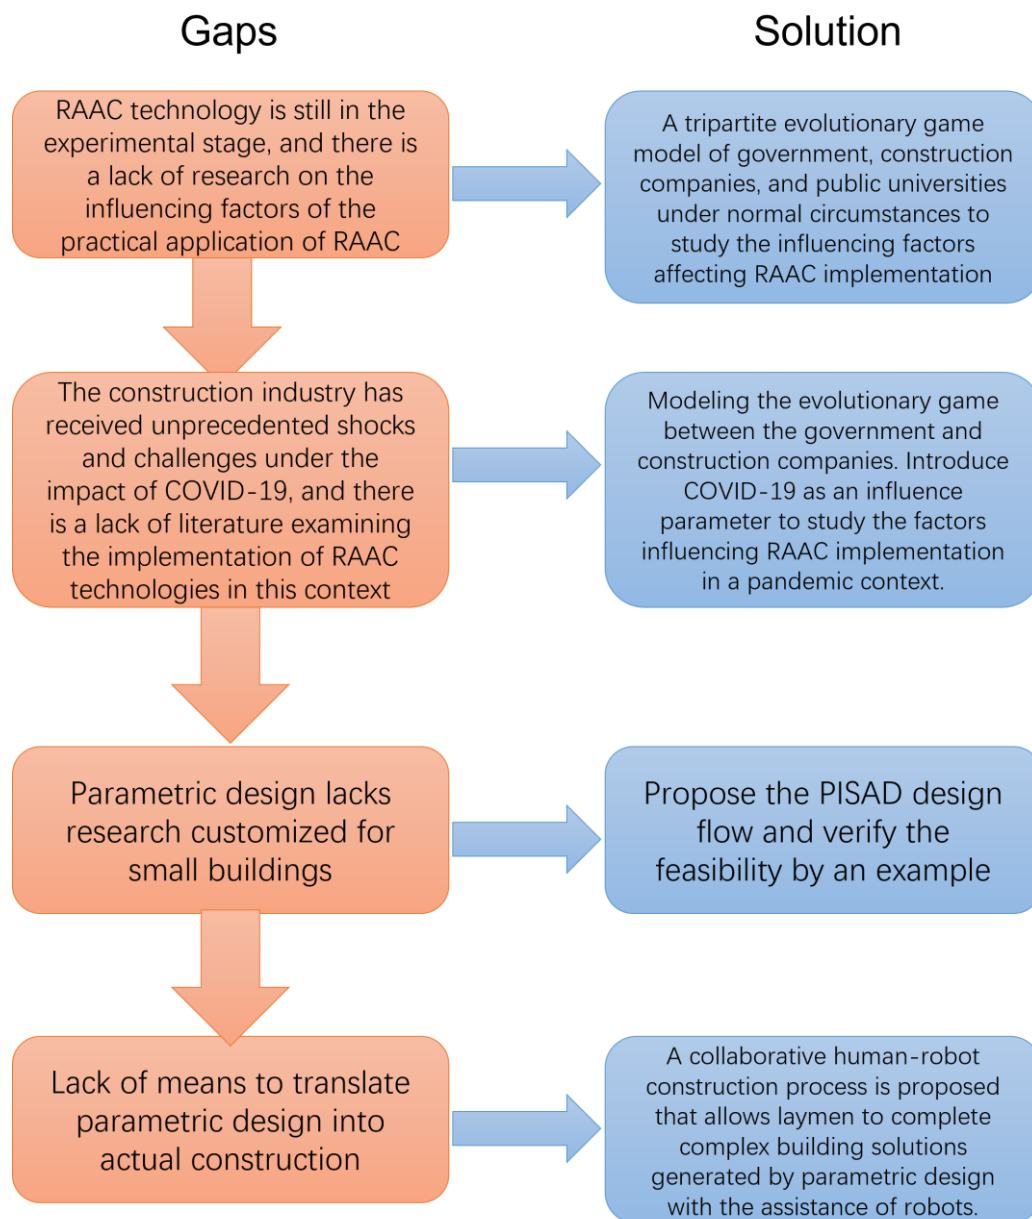 Gaps
Solution
RAAC technology is still in the
experimental stage, and there is
a lack of research on the
influencing factors of the
practical application of RAAC
A tripartite evolutionary game
model of government, construction
companies, and public universities
under normal circumstances to
study the influencing factors
affecting RAAC implementation
The construction industry has
received unprecedented shocks
and challenges under the
impact of COVID-19, and there
is a lack of literature examining
the implementation of RAAC
technologies in this context
Modeling the evolutionary game
between the government and
construction companies. Introduce
COVID-19 as an influence
parameter to study the factors
influencing RAAC implementation
in a pandemic context.
Parametric design lacks
research customized for
small buildings
Propose the PISAD design
flow and verify the
feasibility by an example
Lack of means to translate
parametric design into
actual construction
A collaborative human-robot
construction process is proposed
that allows laymen to complete
complex building solutions
generated by parametric design
with the assistance of robots.